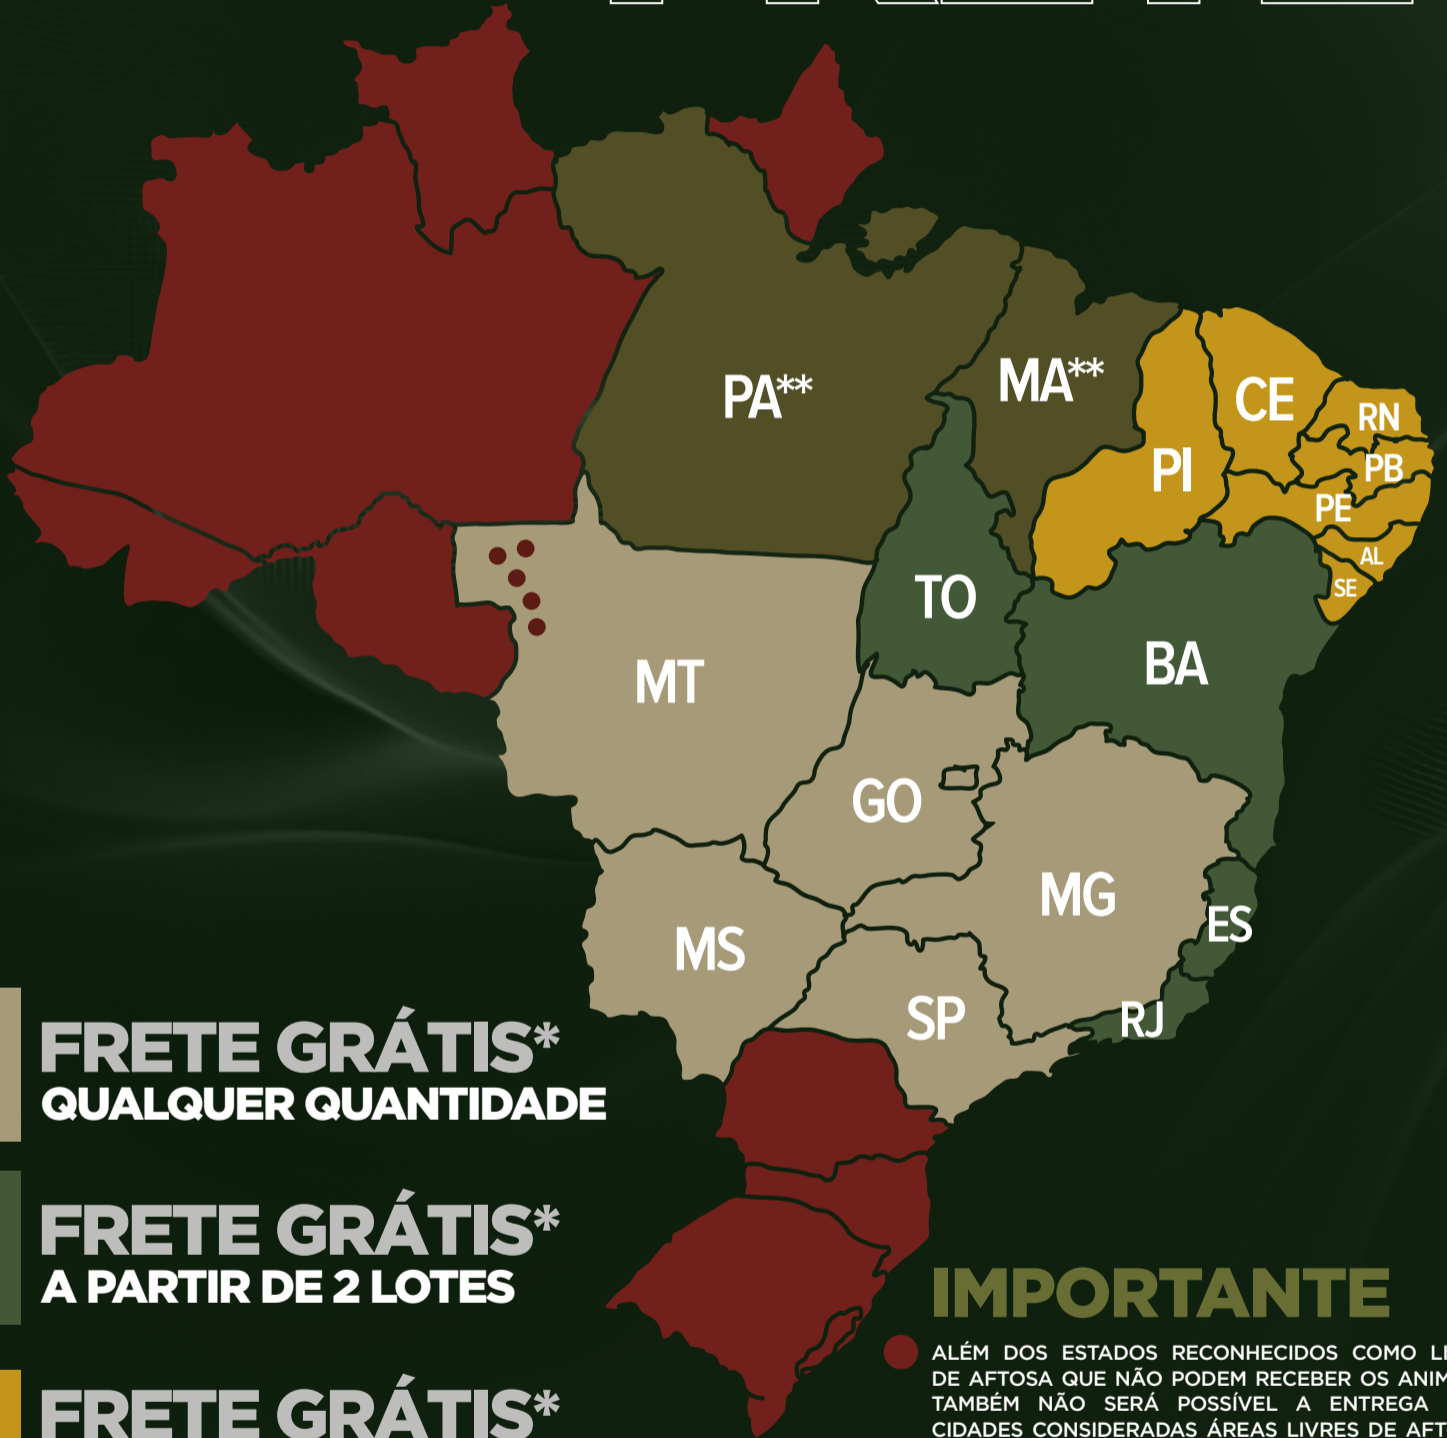 PA**
MA**
CE
RN
PI
PB
PE
AL
SE
TO
BA
MT
GO
MG
ES
MS
SP
RJ
FRETE GRÁTIS*
QUALQUER QUANTIDADE
FRETE GRÁTIS*
A PARTIR DE 2 LOTES
FRETE GRÁTIS*
IMPORTANTE
ALÉM DOS ESTADOS RECONHECIDOS COMO
DE AFTOSA QUE NÃO PODEM RECEBER OS
TAMBÉM NÃO SERÁ POSSÍVEL A ENTREGA
CIDADES CONSIDERADAS ÁREAS LIVRES DE